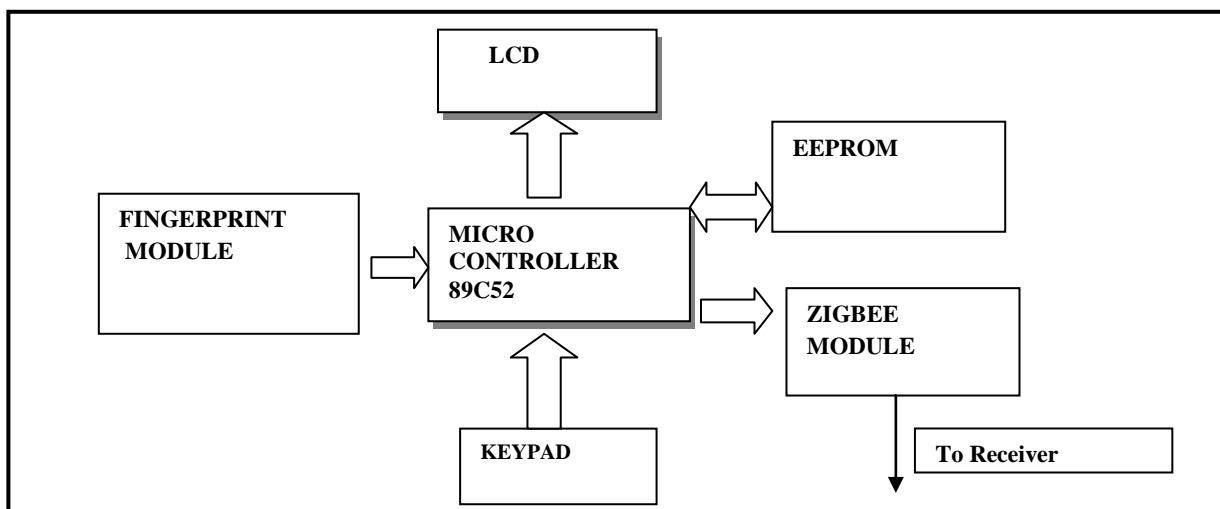 LCD
EEPROM
FINGERPRINT
MODULE
MICRO
CONTROLLER
89C52
ZIGBEE
MODULE
KEYPAD
To Receiver